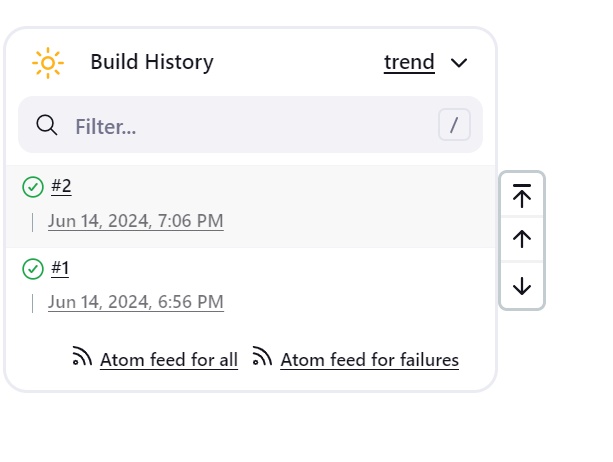 Build History trend
Filter... /
#2
Jun 14, 2024, 7:06 PM
#1
Jun 14, 2024, 6:56 PM
Atom feed for all Atom feed for failures